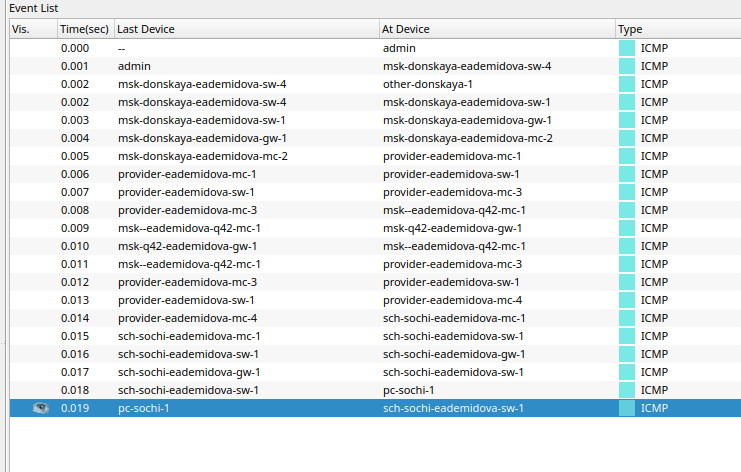 Event List
Vis. Time(sec) Last Device At Device Type
0.000 -- admin ICMP
0.001 admin msk-donskaya-eademidova-sw-4 ICMP
0.002 msk-donskaya-eademidova-sw-4 other-donskaya-1 ICMP
0.002 msk-donskaya-eademidova-sw-4 msk-donskaya-eademidova-sw-1 ICMP
0.003 msk-donskaya-eademidova-sw-1 msk-donskaya-eademidova-gw-1 ICMP
0.004 msk-donskaya-eademidova-gw-1 msk-donskaya-eademidova-mc-2 ICMP
0.005 msk-donskaya-eademidova-mc-2 provider-eademidova-mc-1 ICMP
0.006 provider-eademidova-mc-1 provider-eademidova-sw-1 ICMP
0.007 provider-eademidova-sw-1 provider-eademidova-mc-3 ICMP
0.008 provider-eademidova-mc-3 msk--eademidova-q42-mc-1 ICMP
0.009 msk--eademidova-q42-mc-1 msk-q42-eademidova-gw-1 ICMP
0.010 msk-q42-eademidova-gw-1 msk--eademidova-q42-mc-1 ICMP
0.011 msk--eademidova-q42-mc-1 provider-eademidova-mc-3 ICMP
0.012 provider-eademidova-mc-3 provider-eademidova-sw-1 ICMP
0.013 provider-eademidova-sw-1 provider-eademidova-mc-4 ICMP
0.014 provider-eademidova-mc-4 sch-sochi-eademidova-mc-1 ICMP
0.015 sch-sochi-eademidova-mc-1 sch-sochi-eademidova-sw-1 ICMP
0.016 sch-sochi-eademidova-sw-1 sch-sochi-eademidova-gw-1 ICMP
0.017 sch-sochi-eademidova-gw-1 sch-sochi-eademidova-sw-1 ICMP
0.018 sch-sochi-eademidova-sw-1 pc-sochi-1 ICMP
0.019 pc-sochi-1 sch-sochi-eademidova-sw-1 ICMP